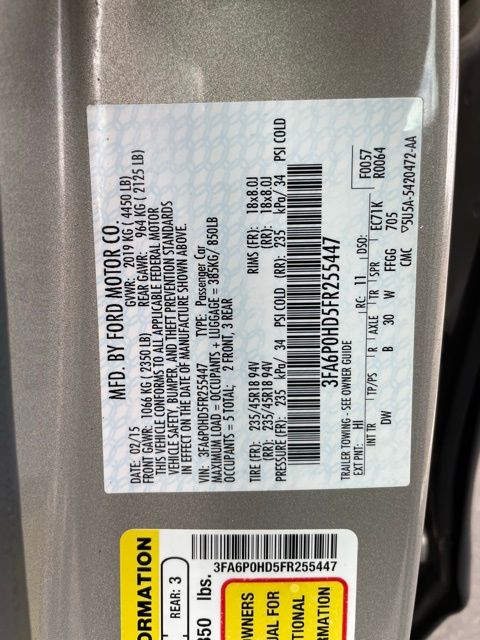 MFD. BY FORD MOTOR CO.
DATE: 02/15 GVWR: 2019 KG (4450 LB)
FRONT GAWR: 1066 KG (2350 LB) REAR GAWR: 964 KG (2125 LB)
THIS VEHICLE CONFORMS TO ALL APPLICABLE FEDERAL MOTOR
VEHICLE SAFETY, BUMPER, AND THEFT PREVENTION STANDARDS
IN EFFECT ON THE DATE OF MANUFACTURE SHOWN ABOVE.
VIN: 3FA6P0HD5FR255447 TYPE: Passenger Car
MAXIMUM LOAD = OCCUPANTS + LUGGAGE = 385KG/ 850LB
OCCUPANTS = 5 TOTAL; 2 FRONT, 3 REAR
TIRE (FR): 235/45R18 94V RIMS (FR): 18x8.0J
(RR): 235/45R18 94V (RR): 18x8.0J
PRESSURE (FR): 235 kPa/ 34 PSI COLD (RR): 235 kPa/ 34 PSI COLD
3FA6P0HD5FR255447
TRAILER TOWING - SEE OWNER GUIDE F0057
EXT PNT: HI RC: 11 DSO: R0064
INT TR TP/PS R AXLE TR SPR EC71K
DW B 30 W FFGG 705
CMC 5U5A-5420472-AA
3FA6P0HD5FR255447
ORMATION
REAR: 3
350 lbs.
OWNERS
UAL FOR
TIONAL
ORMATION